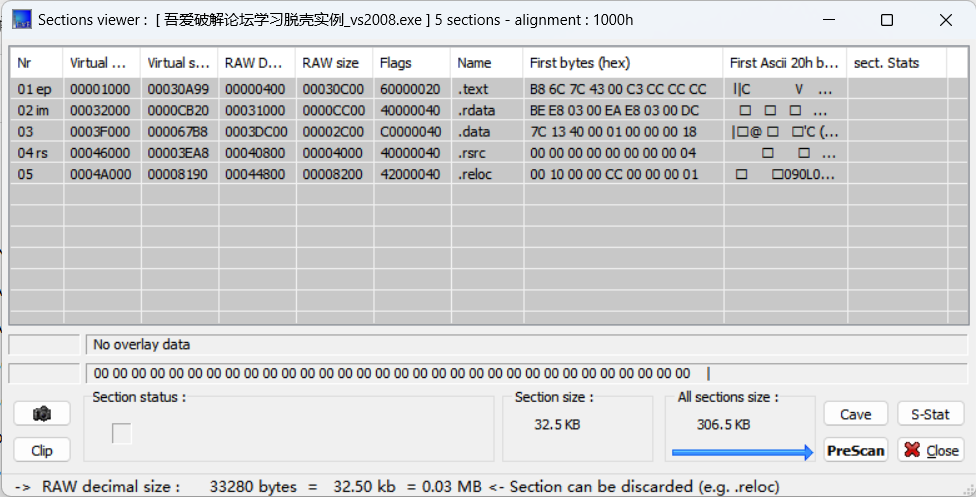 Sections viewer : [ 吾爱破解论坛学习脱壳实例_vs2008.exe ] 5 sections - alignment : 1000h
Nr Virtual ... Virtual s... RAW D... RAW size Flags Name First bytes (hex) First Ascii 20h b... sect. Stats
01 ep 00001000 00030A99 00000400 00030C00 60000020 .text B8 6C 7C 43 00 C3 CC CC CC l|C V ...
02 im 00032000 0000CB20 00031000 0000CC00 40000040 .rdata BE E8 03 00 EA E8 03 00 DC □ □ □ ...
03 0003F000 000067B8 0003DC00 00002C00 C0000040 .data 7C 13 40 00 01 00 00 00 18 |□@ □ □'C (...
04 rs 00046000 00003EA8 00040800 00004000 40000040 .rsrc 00 00 00 00 00 00 00 00 04 □ □ ...
05 0004A000 00008190 00044800 00008200 42000040 .reloc 00 10 00 00 CC 00 00 00 01 □ □090L0...
No overlay data
00 00 00 00 00 00 00 00 00 00 00 00 00 00 00 00 00 00 00 00 00 00 00 00 00 00 00 00 00 00 00 00 |
Section status :
Section size :
32.5 KB
All sections size :
306.5 KB
Cave S-Stat
Clip PreScan Close
-> RAW decimal size : 33280 bytes = 32.50 kb = 0.03 MB <- Section can be discarded (e.g. .reloc)